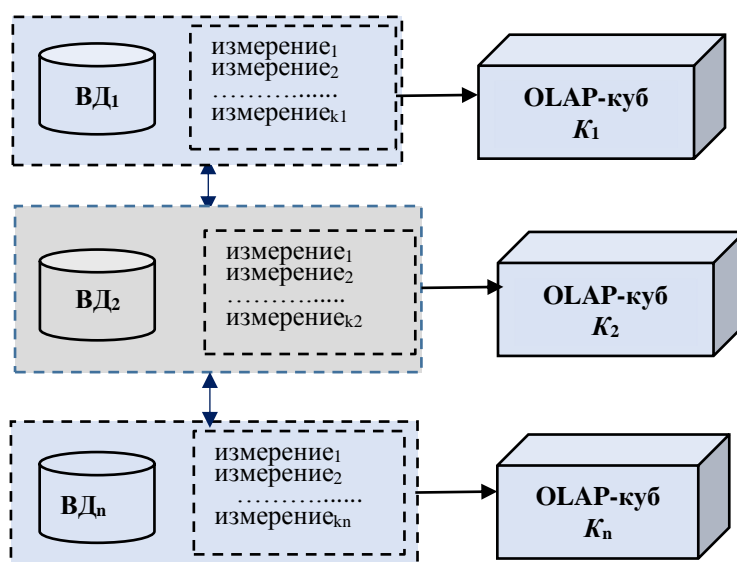 ВД₁
измерение₁
измерение₂
………......
измерениеₖ₁
OLAP-куб
K₁
ВД₂
измерение₁
измерение₂
……….....
измерениеₖ₂
OLAP-куб
K₂
ВДₙ
измерение₁
измерение₂
………......
измерениеₖₙ
OLAP-куб
Kₙ